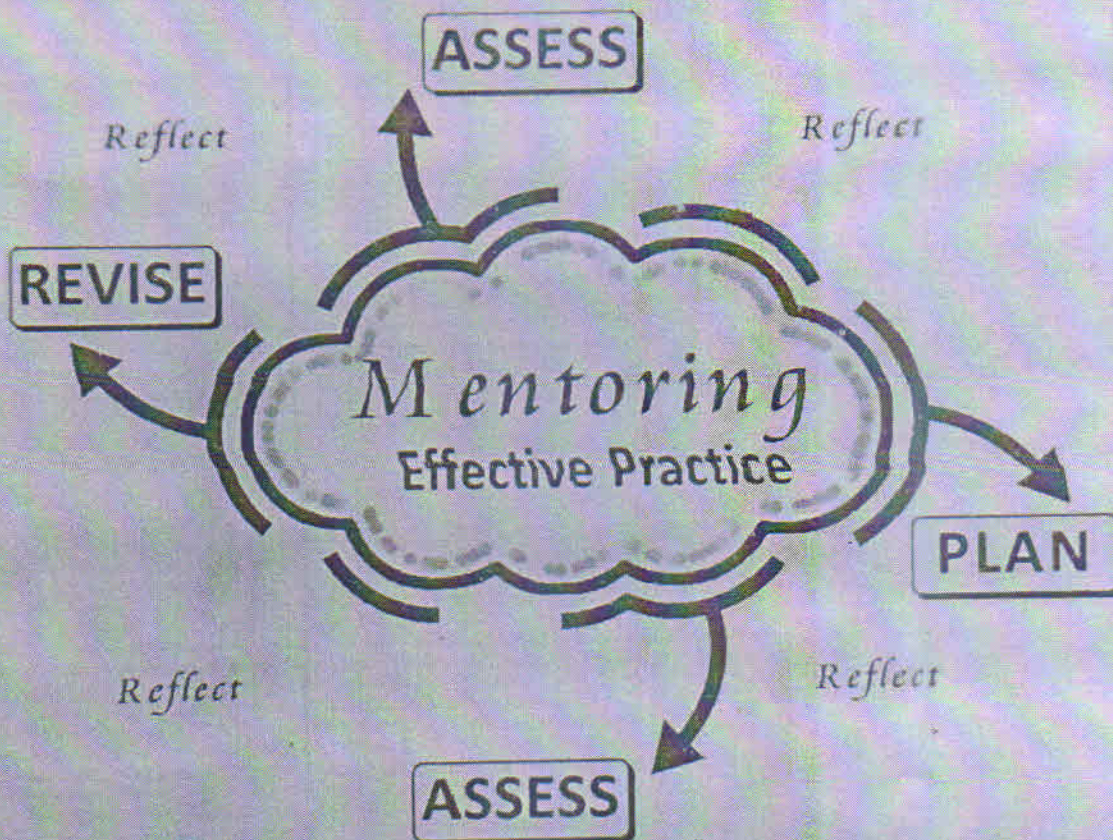 ASSESS
Reflect
Reflect
REVISE
Mentoring
Effective Practice
PLAN
Reflect
Reflect
ASSESS